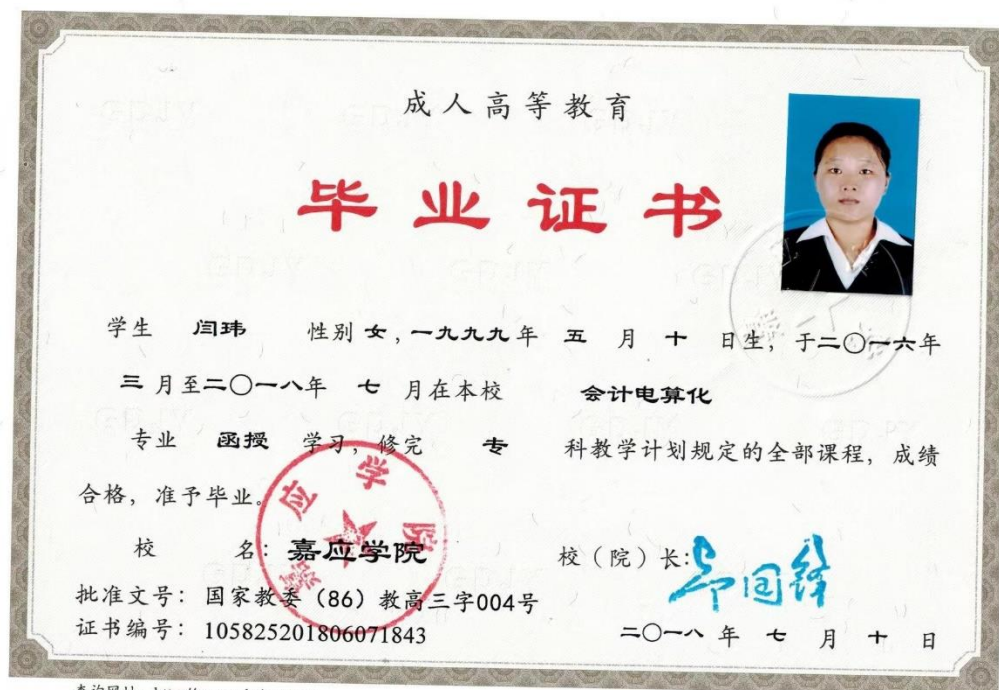 成人高等教育
毕业证书
学生 闫玮 性别 女，一九九九年 五 月 十 日生，于二〇一六年
三 月至二〇一八年 七 月在本校 会计电算化
专业 函授 学习，修完 专 科教学计划规定的全部课程，成绩
合格，准予毕业。
校 名：嘉应学院
校（院）长：
批准文号：国家教委（86）教高三字004号
证书编号：105825201806071843
二〇一八 年 七 月 十 日
嘉应学院